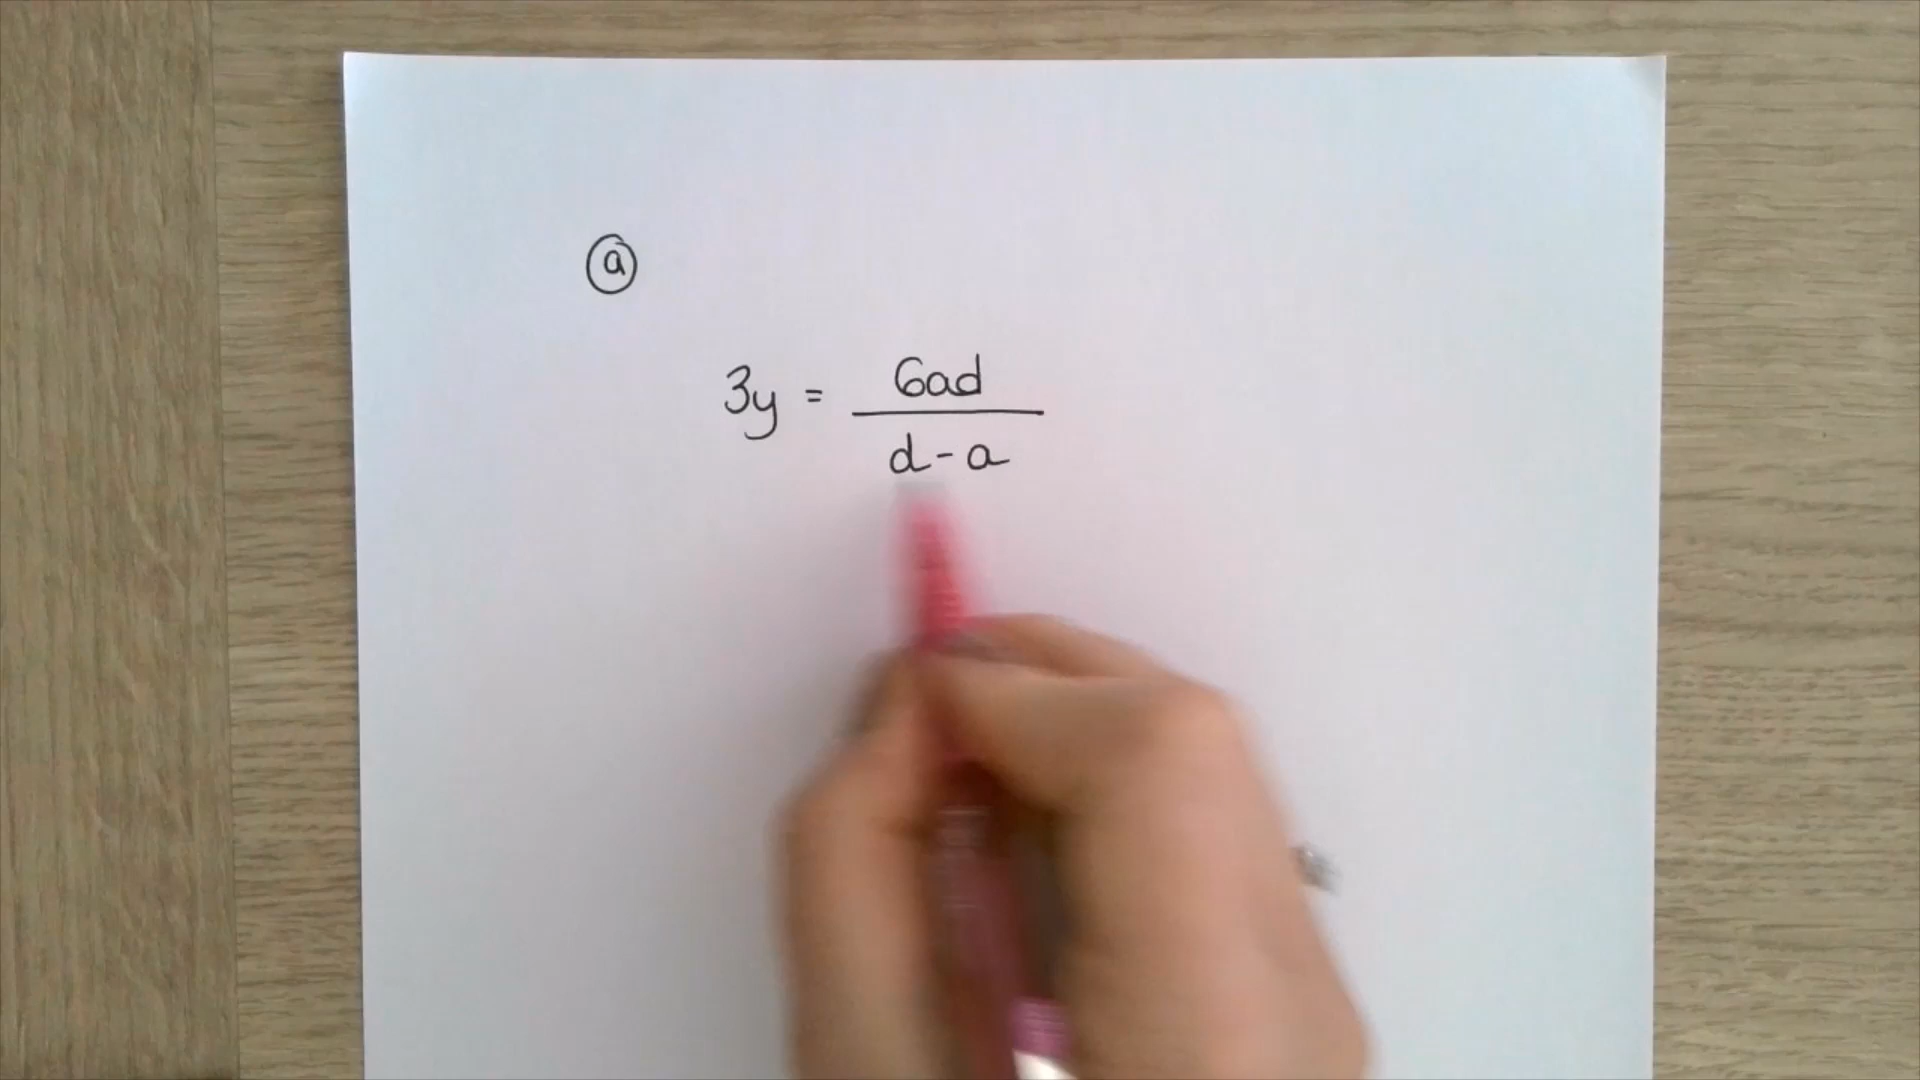 a
3y = 6ad
d - a